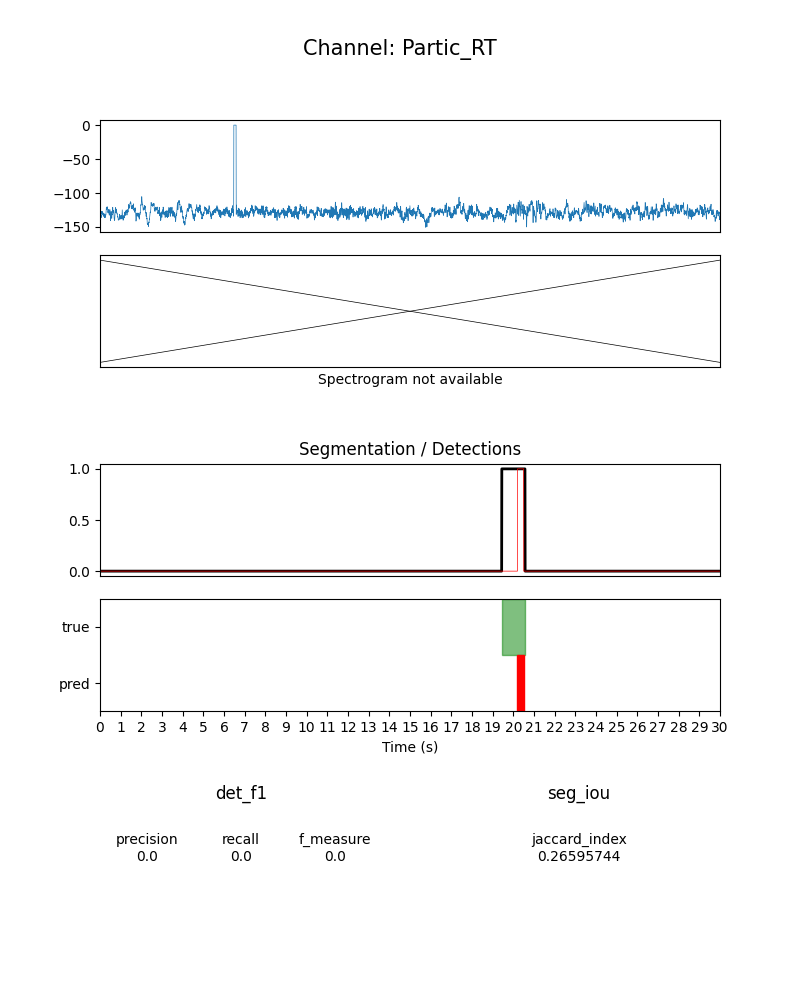 Channel: Partic_RT
0
−50
−100
−150
Spectrogram not available
Segmentation / Detections
1.0
0.5
0.0
true
pred
0 1 2 3 4 5 6 7 8 9 10 11 12 13 14 15 16 17 18 19 20 21 22 23 24 25 26 27 28 29 30
Time (s)
det_f1 seg_iou
precision recall f_measure jaccard_index
0.0 0.0 0.0 0.26595744